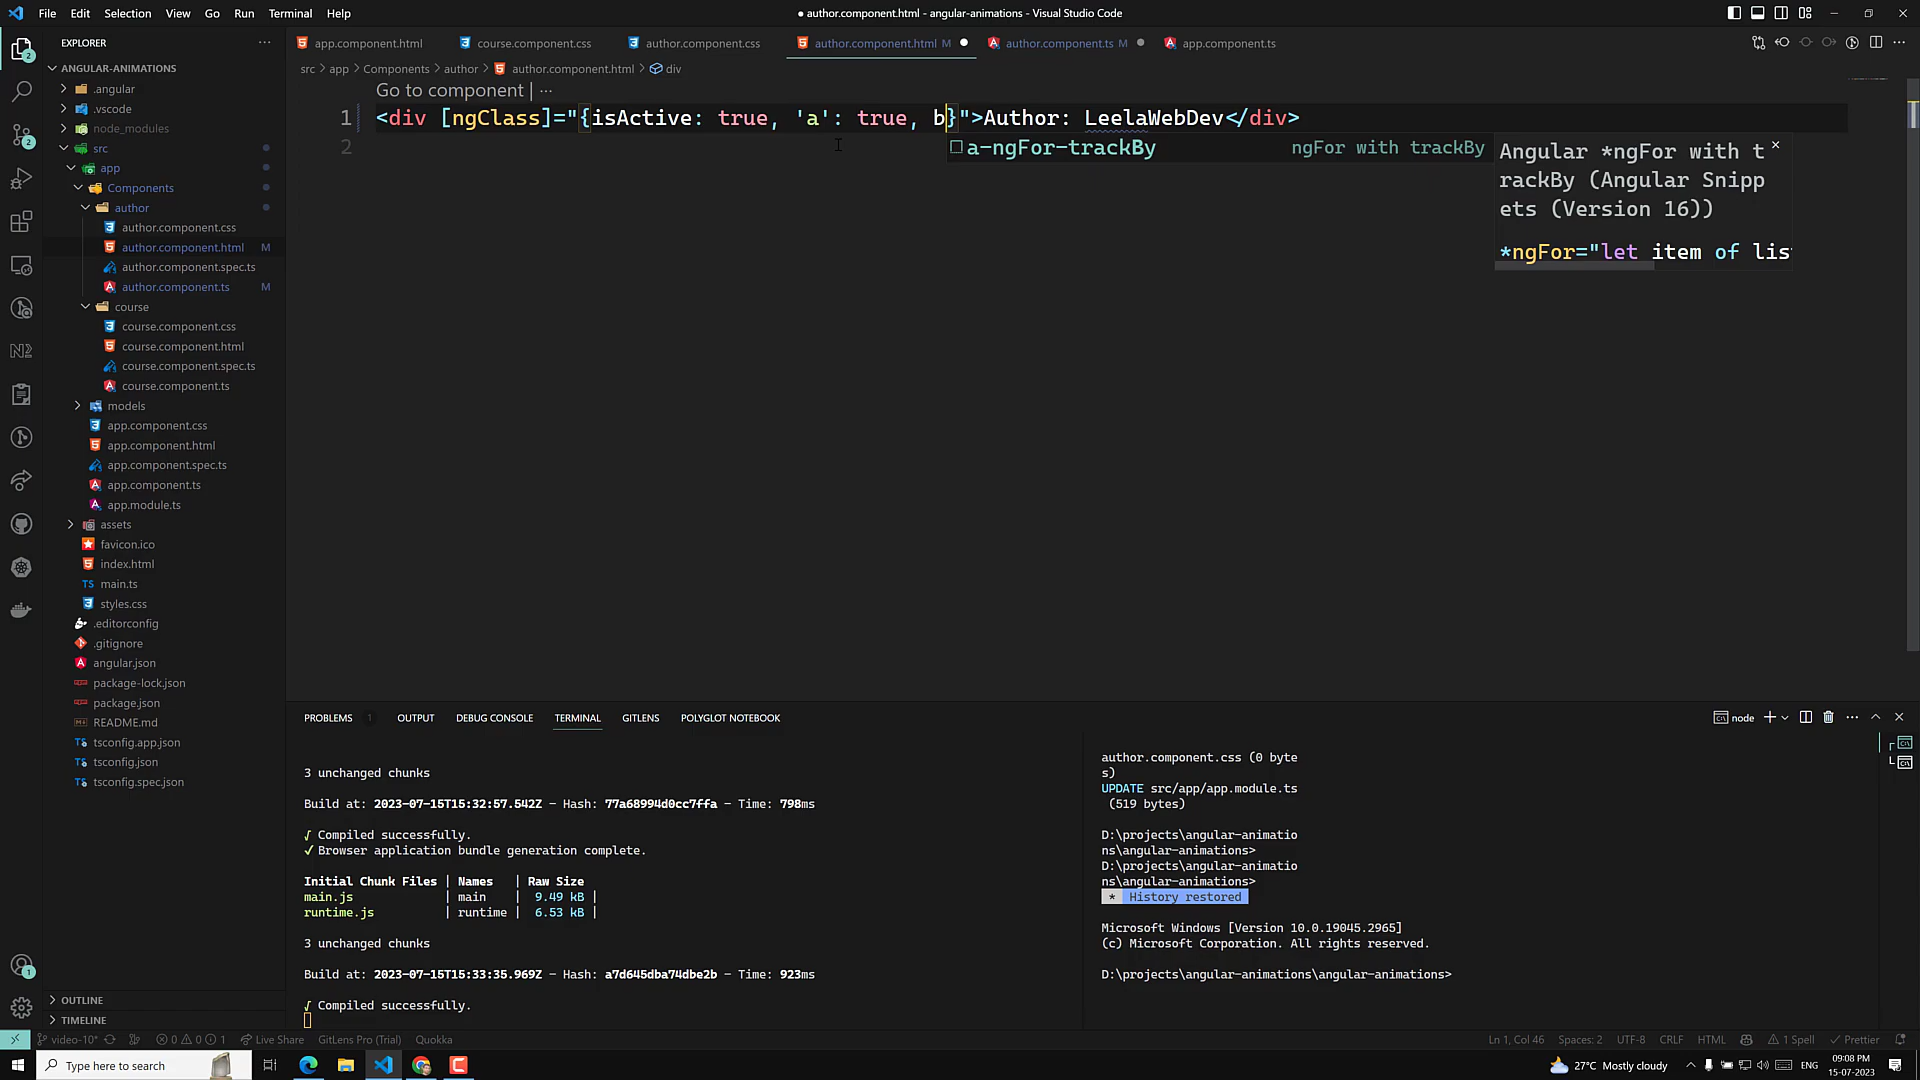 File Edit Selection View Go Run Terminal Help
● author.component.html - angular-animations - Visual Studio Code
EXPLORER
ANGULAR-ANIMATIONS
.angular
.vscode
node_modules
src
app
Components
author
author.component.css
author.component.html M
author.component.spec.ts
author.component.ts M
course
course.component.css
course.component.html
course.component.spec.ts
course.component.ts
models
app.component.css
app.component.html
app.component.spec.ts
app.component.ts
app.module.ts
assets
favicon.ico
index.html
main.ts
styles.css
.editorconfig
.gitignore
angular.json
package-lock.json
package.json
README.md
tsconfig.app.json
tsconfig.json
tsconfig.spec.json
OUTLINE
TIMELINE
app.component.html course.component.css author.component.css author.component.html M author.component.ts M app.component.ts
src > app > Components > author > author.component.html > div
Go to component | ...
1 <div [ngClass]="{isActive: true, 'a': true, b}">Author: LeelaWebDev</div>
2
a-ngFor-trackBy ngFor with trackBy
Angular *ngFor with t
rackBy (Angular Snipp
ets (Version 16))
*ngFor="let item of lis
PROBLEMS 1 OUTPUT DEBUG CONSOLE TERMINAL GITLENS POLYGLOT NOTEBOOK
node
3 unchanged chunks
Build at: 2023-07-15T15:32:57.542Z - Hash: 77a68994d0cc7ffa - Time: 798ms
√ Compiled successfully.
✔ Browser application bundle generation complete.
Initial Chunk Files | Names | Raw Size
main.js | main | 9.49 kB |
runtime.js | runtime | 6.53 kB |
3 unchanged chunks
Build at: 2023-07-15T15:33:35.969Z - Hash: a7d645dba74dbe2b - Time: 923ms
√ Compiled successfully.
author.component.css (0 byte
s)
UPDATE src/app/app.module.ts
(519 bytes)
D:\projects\angular-animatio
ns\angular-animations>
D:\projects\angular-animatio
ns\angular-animations>
* History restored
Microsoft Windows [Version 10.0.19045.2965]
(c) Microsoft Corporation. All rights reserved.
D:\projects\angular-animations\angular-animations>
video-10* 0 0 1 Live Share GitLens Pro (Trial) Quokka
Ln 1, Col 46 Spaces: 2 UTF-8 CRLF HTML 1 Spell Prettier
Type here to search
27°C Mostly cloudy
ENG
09:08 PM
15-07-2023